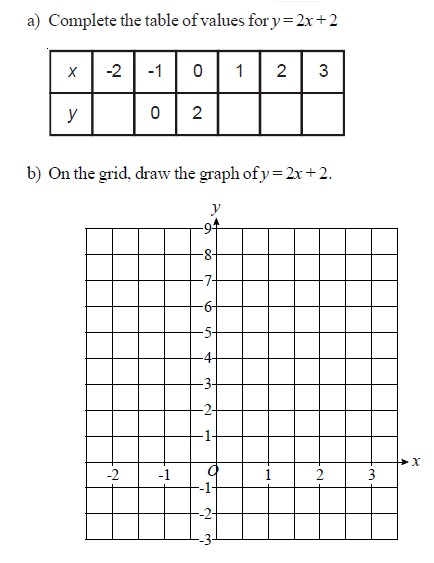 a) Complete the table of values for y = 2x + 2
x -2 -1 0 1 2 3
y 0 2
b) On the grid, draw the graph of y = 2x + 2.
y
9
8
7
6
5
4
3
2
1
x
-2 -1 O 1 2 3
-1
-2
-3